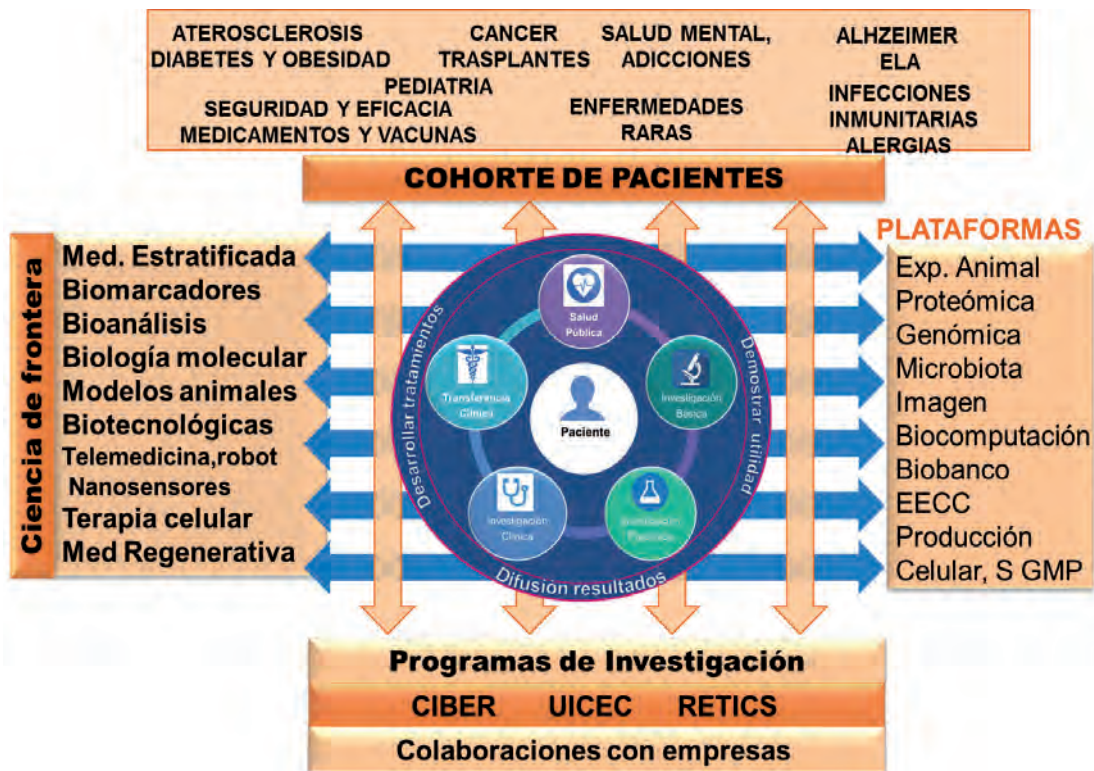 ATEROSCLEROSIS
DIABETES Y OBESIDAD
CANCER
TRASPLANTES
SALUD MENTAL,
ADICCIONES
ALHZEIMER
ELA
PEDIATRIA
SEGURIDAD Y EFICACIA
MEDICAMENTOS Y VACUNAS
ENFERMEDADES
RARAS
INFECCIONES
INMUNITARIAS
ALERGIAS
COHORTE DE PACIENTES
Ciencia de frontera
Med. Estratificada
Biomarcadores
Bioanálisis
Biología molecular
Modelos animales
Biotecnológicas
Telemedicina,robot
Nanosensores
Terapia celular
Med Regenerativa
Desarrollar tratamientos
Demostrar utilidad
Difusión resultados
Salud
Pública
Transferencia
Clínica
Investigación
Básica
Paciente
Investigación
Clínica
PLATAFORMAS
Exp. Animal
Proteómica
Genómica
Microbiota
Imagen
Biocomputación
Biobanco
EECC
Producción
Celular, S GMP
Programas de Investigación
CIBER UICEC RETICS
Colaboraciones con empresas